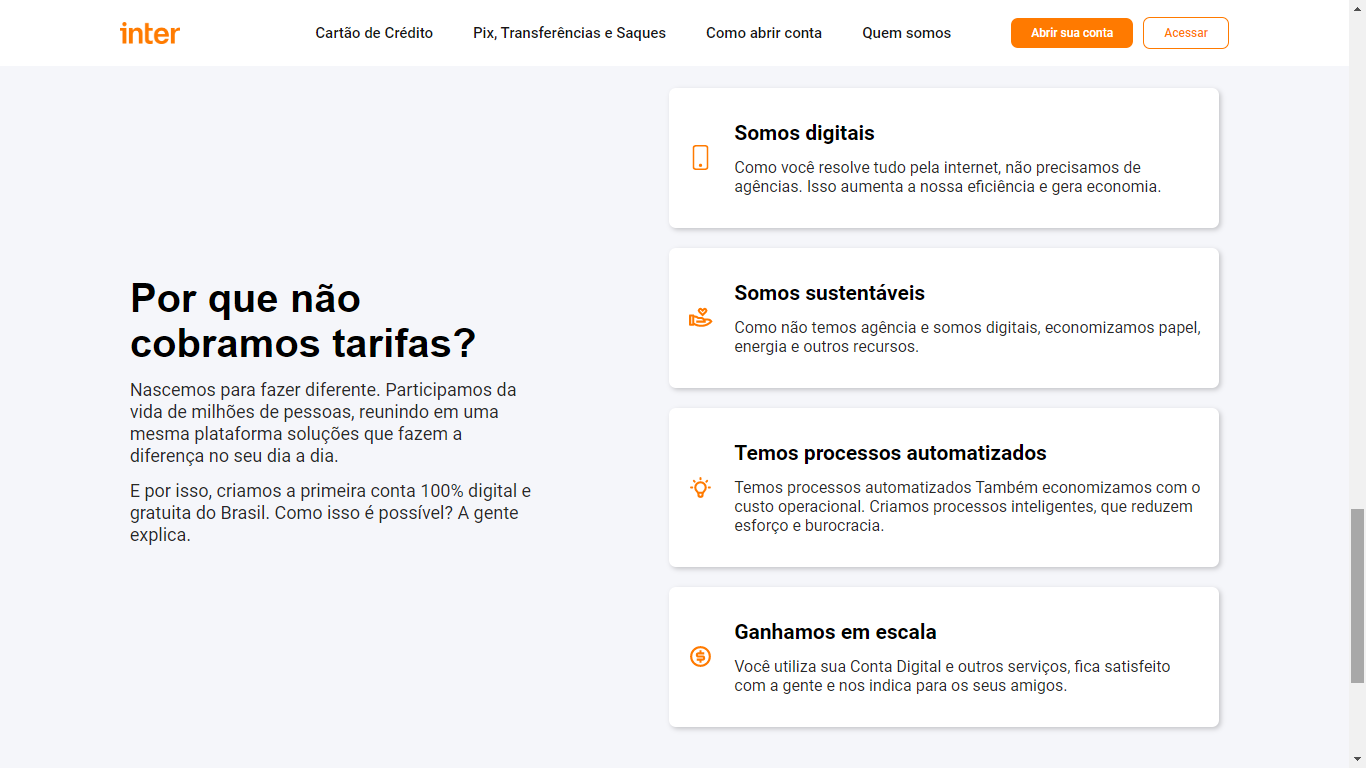 inter
Cartão de Crédito
Pix, Transferências e Saques
Como abrir conta
Quem somos
Abrir sua conta
Acessar
Por que não
cobramos tarifas?
Nascemos para fazer diferente. Participamos da
vida de milhões de pessoas, reunindo em uma
mesma plataforma soluções que fazem a
diferença no seu dia a dia.
E por isso, criamos a primeira conta 100% digital e
gratuita do Brasil. Como isso é possível? A gente
explica.
Somos digitais
Como você resolve tudo pela internet, não precisamos de
agências. Isso aumenta a nossa eficiência e gera economia.
Somos sustentáveis
Como não temos agência e somos digitais, economizamos papel,
energia e outros recursos.
Temos processos automatizados
Temos processos automatizados Também economizamos com o
custo operacional. Criamos processos inteligentes, que reduzem
esforço e burocracia.
Ganhamos em escala
Você utiliza sua Conta Digital e outros serviços, fica satisfeito
com a gente e nos indica para os seus amigos.